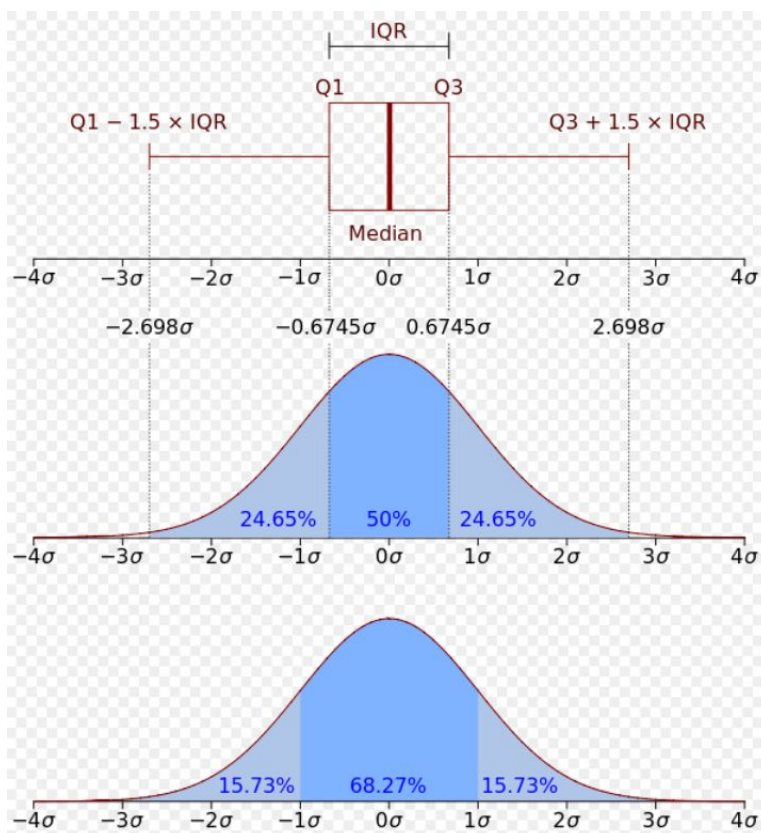 IQR
Q1 Q3
Q1 − 1.5 × IQR Q3 + 1.5 × IQR
Median
−4σ −3σ −2σ −1σ 0σ 1σ 2σ 3σ 4σ
−2.698σ −0.6745σ 0.6745σ 2.698σ
24.65% 50% 24.65%
−4σ −3σ −2σ −1σ 0σ 1σ 2σ 3σ 4σ
15.73% 68.27% 15.73%
−4σ −3σ −2σ −1σ 0σ 1σ 2σ 3σ 4σ